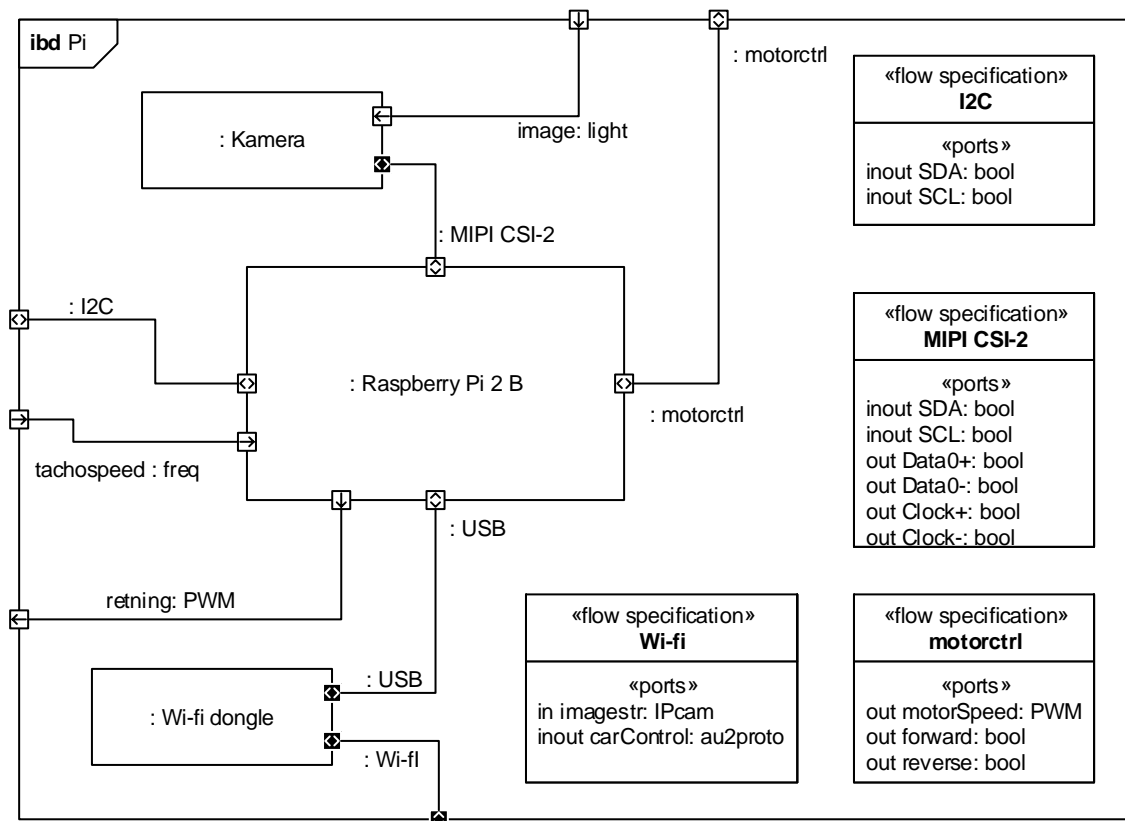 ibd Pi
: motorctrl
: Kamera
image: light
: MIPI CSI-2
: I2C
: Raspberry Pi 2 B
: motorctrl
tachospeed : freq
: USB
retning: PWM
: USB
: Wi-fi dongle
: Wi-fI
«flow specification»
I2C
«ports»
inout SDA: bool
inout SCL: bool
«flow specification»
MIPI CSI-2
«ports»
inout SDA: bool
inout SCL: bool
out Data0+: bool
out Data0-: bool
out Clock+: bool
out Clock-: bool
«flow specification»
Wi-fi
«ports»
in imagestr: IPcam
inout carControl: au2proto
«flow specification»
motorctrl
«ports»
out motorSpeed: PWM
out forward: bool
out reverse: bool